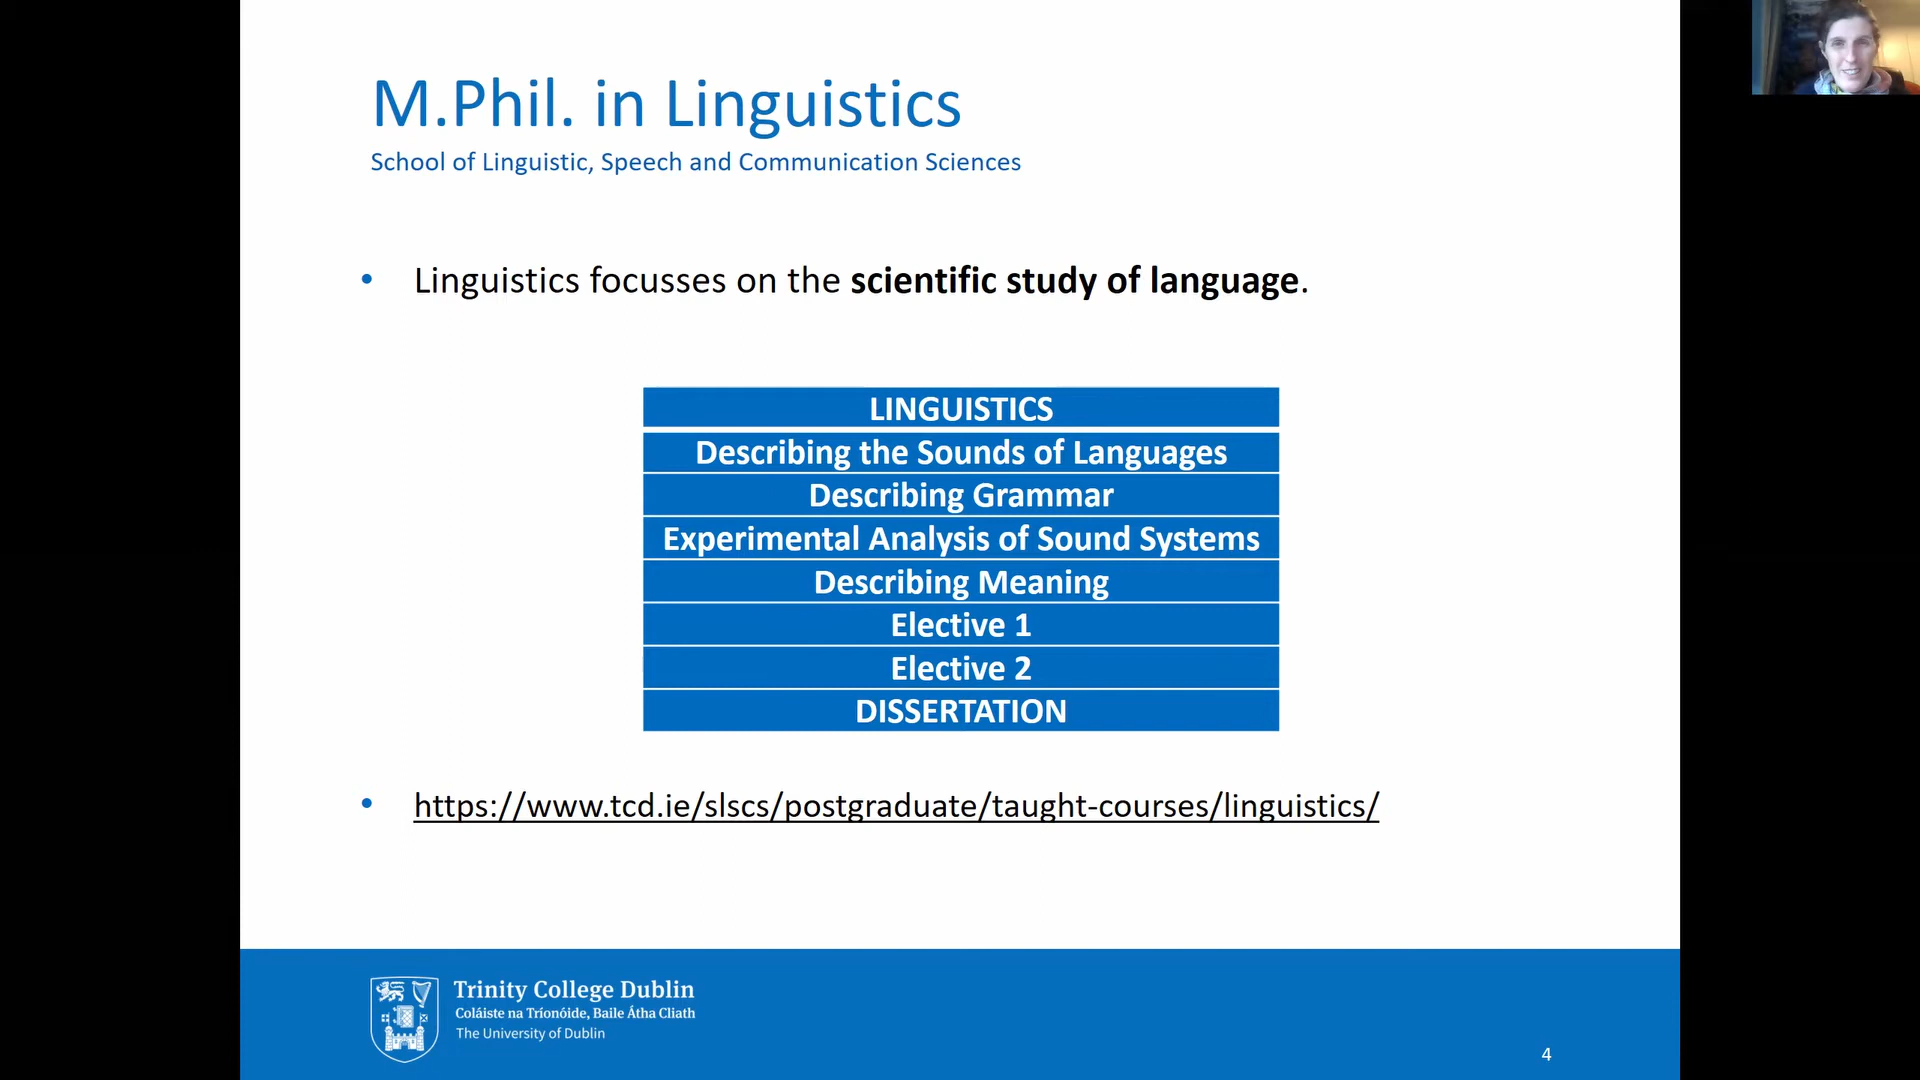 M.Phil. in Linguistics
School of Linguistic, Speech and Communication Sciences
• Linguistics focusses on the scientific study of language.
LINGUISTICS
Describing the Sounds of Languages
Describing Grammar
Experimental Analysis of Sound Systems
Describing Meaning
Elective 1
Elective 2
DISSERTATION
• https://www.tcd.ie/slscs/postgraduate/taught-courses/linguistics/
Trinity College Dublin
Coláiste na Tríonóide, Baile Átha Cliath
The University of Dublin
4